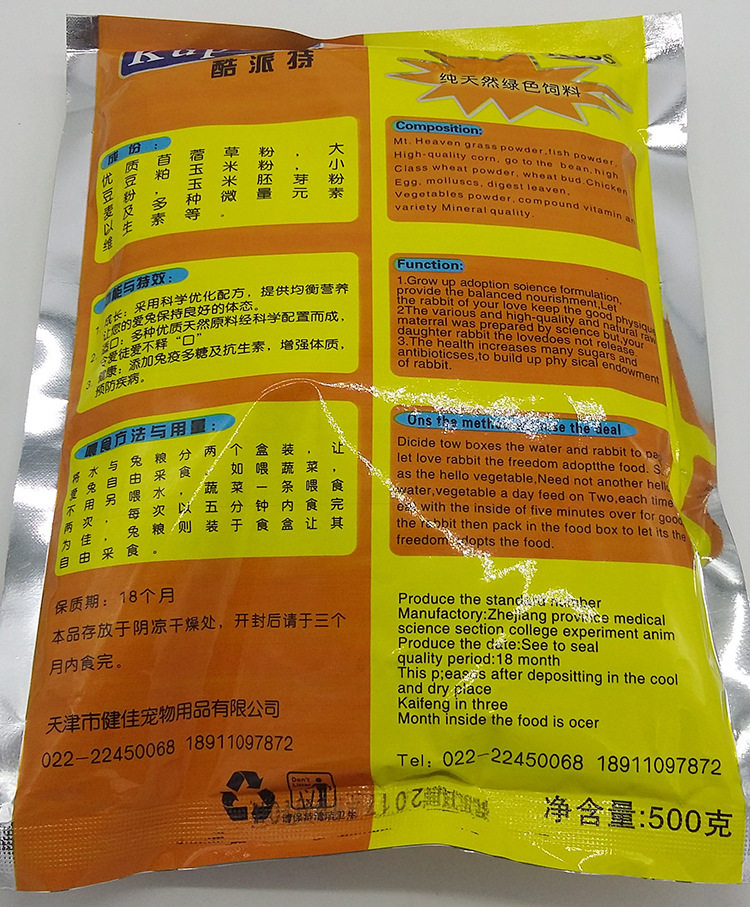 酷派特
成份：
优质苜蓿草粉，大
豆粕，玉米粉，小
麦粉，玉米胚芽粉
以及多种微量元素
维生素等。
功能与特效：
1. 成长：采用科学优化配方，提供均衡营养
让您的爱兔保持良好的体态。
2. 适口：多种优质天然原料经科学配置而成，
令爱徒爱不释“口”
3. 健康：添加免疫多糖及抗生素，增强体质，
预防疾病。
喂食方法与用量：
将水与兔粮分两个盒装，让
爱兔自由采食，如喂蔬菜，
不用另喂水，蔬菜一条喂食
两次，每次以五分钟内食完
为佳，兔粮则装于食盒让其
自由采食。
保质期：18个月
本品存放于阴凉干燥处，开封后请于三个
月内食完。
天津市健佳宠物用品有限公司
022-22450068 18911097872
Don't
请保护清洁卫生
纯天然绿色饲料
Composition:
Mt. Heaven grass powder,fish powder
High-quality corn, go to the bean,high
Class wheat powder, wheat bud.Chicken
Egg, molluscs, digest leaven,
Vegetables powder, compound vitamin an
variety Mineral quality.
Function:
1.Grow up adoption soience formulation,
provide the balanced nourishment,Let
the rabbit of your love keep the good physique
2The various and high-quality and natural raw
materral was prepared by science but,your
daughter rabbit the lovedoes not release.
3.The health increases many sugars and
antibioticses,to build up phy sical endowment
of rabbit.
Ons the method the deal
Dicide tow boxes the water and rabbit to
let love rabbit the freedom adopthe food.
as the hello vegetable,Need not another hello
water,vegetable a day feed on Two,each time
with the inside of five minutes over for good
the rabbit then pack in the food box to let its the
freedom adopts the food.
Produce the standard number
Manufactory:Zhejiang province medical
science section college experiment anim
Produce the date:See to seal
quality period:18 month
This p;eases after depositting in the cool
and dry place
Kaifeng in three
Month inside the food is ocer
Tel: 022-22450068 18911097872
净含量:500克